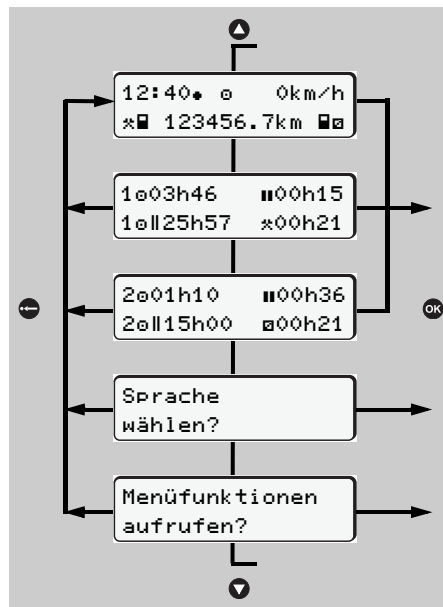 12:40● ⊙ 0km/h
⚒▮ 123456.7km ▮⧄
1⊙03h46 ▮▮00h15
1⊙‖25h57 ⚒00h21
2⊙01h10 ▮▮00h36
2⊙‖15h00 ⧄00h21
OK
Sprache
wählen?
Menüfunktionen
aufrufen?